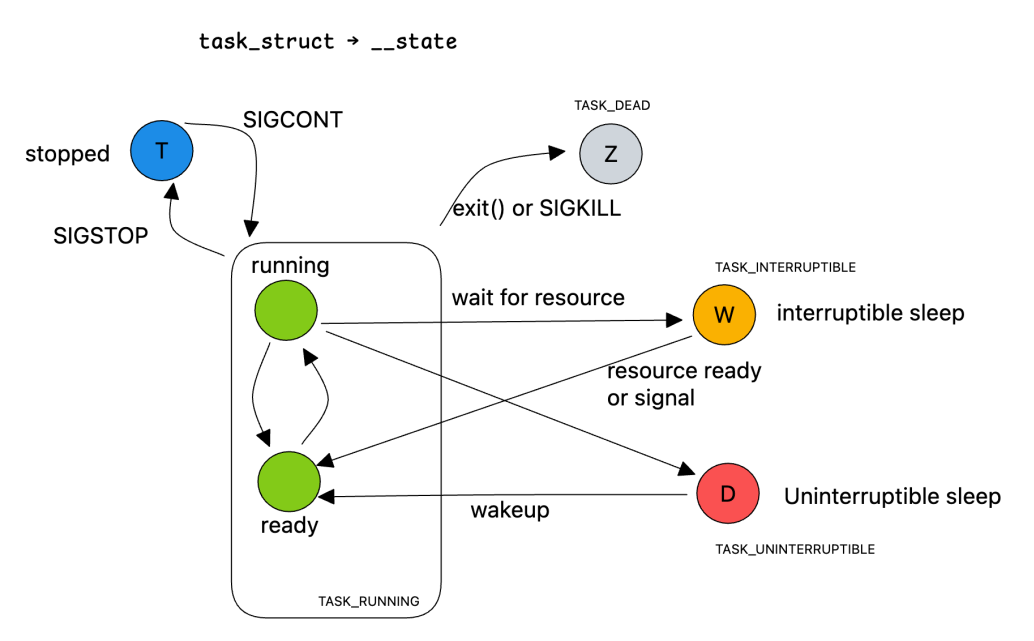 task_struct → __state
TASK_DEAD
SIGCONT
stopped
T
Z
exit() or SIGKILL
SIGSTOP
running
TASK_INTERRUPTIBLE
wait for resource
W
interruptible sleep
resource ready
or signal
D
Uninterruptible sleep
wakeup
ready
TASK_UNINTERRUPTIBLE
TASK_RUNNING